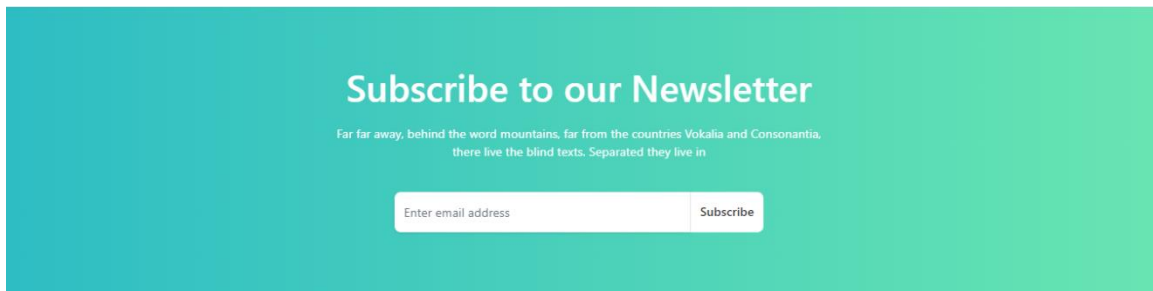 Subscribe to our Newsletter
Far far away, behind the word mountains, far from the countries Vokalia and Consonantia,
there live the blind texts. Separated they live in
Enter email address
Subscribe